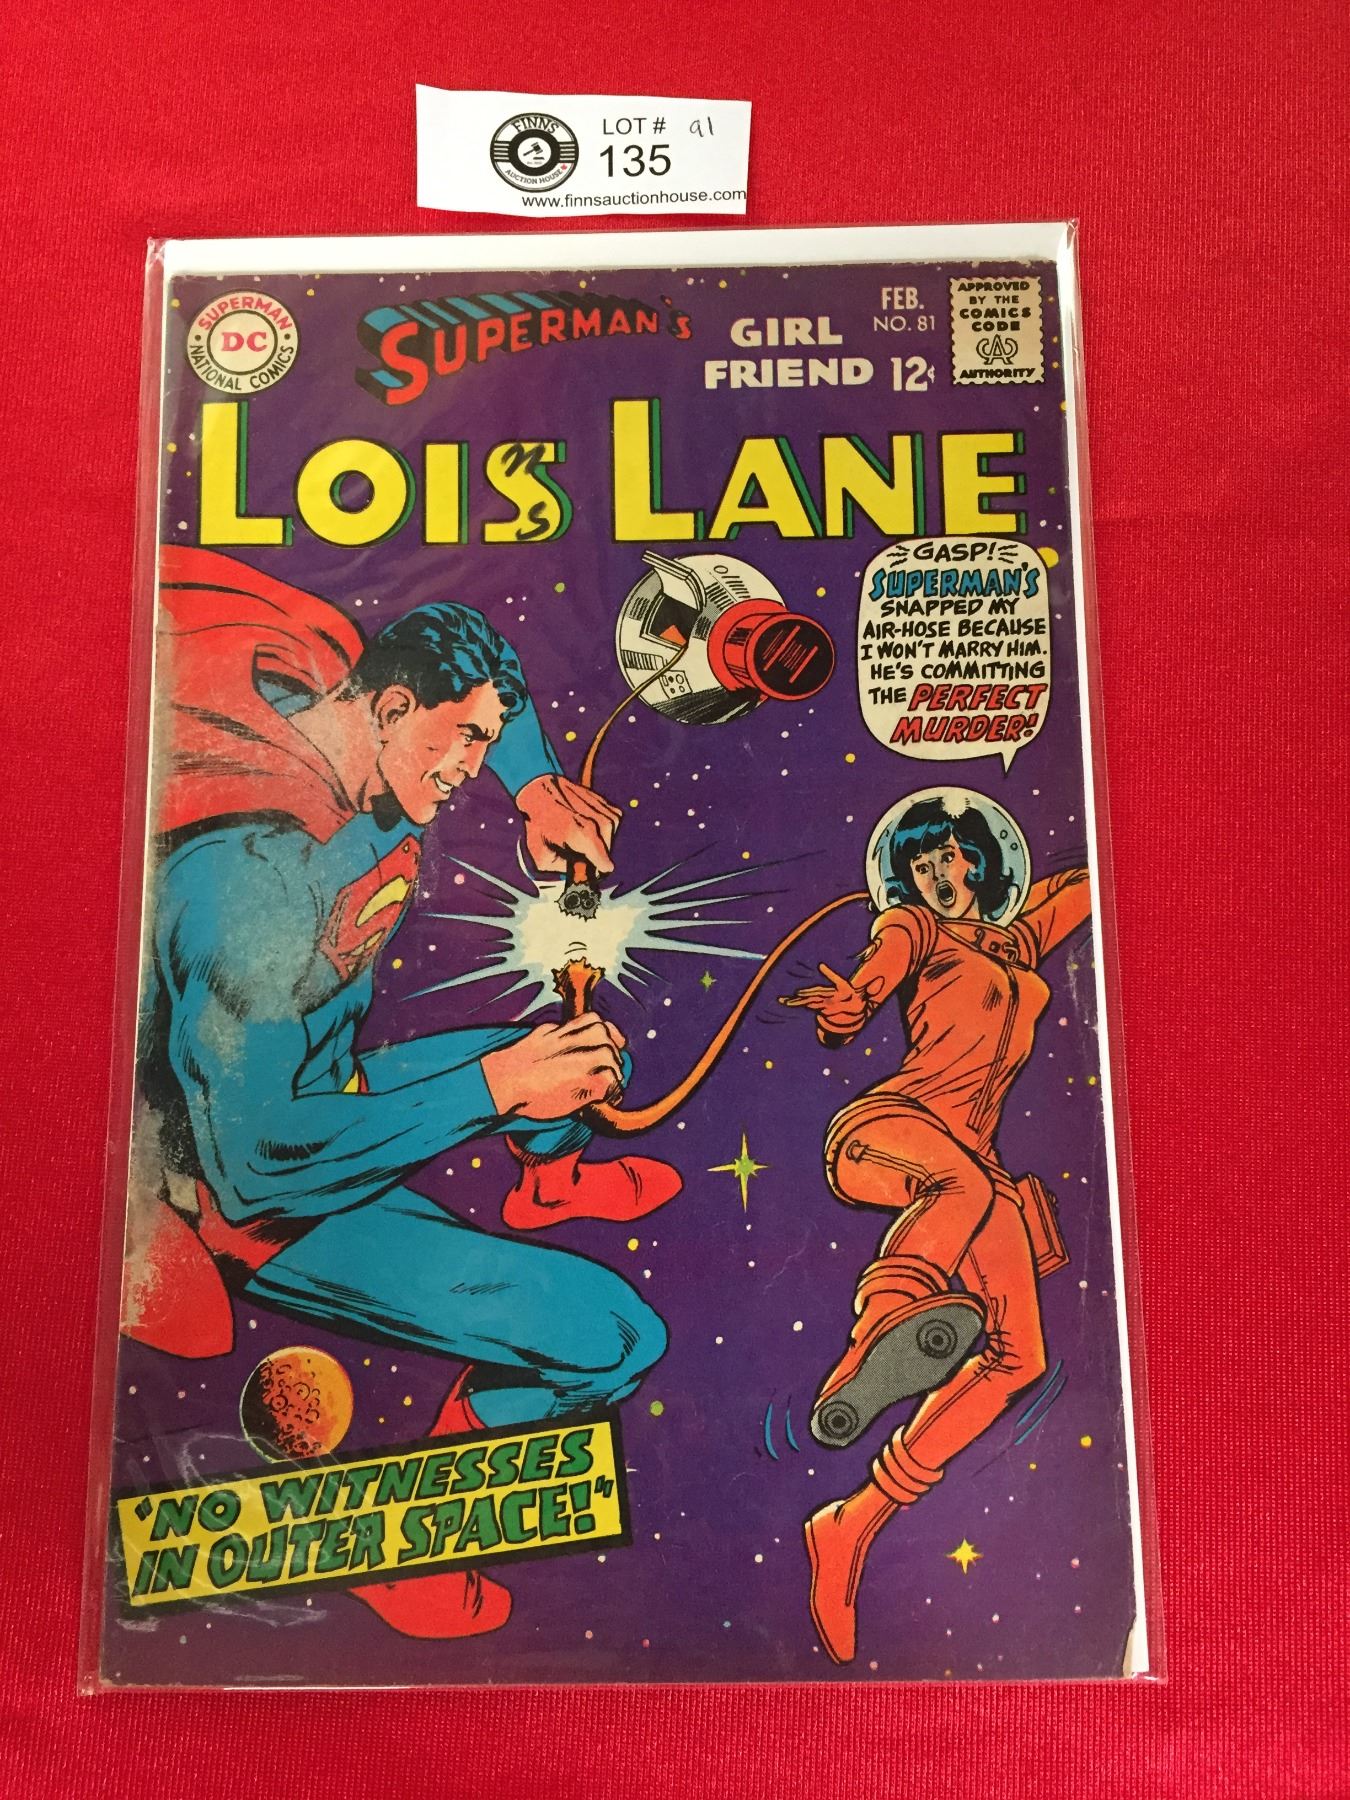 FINNS
AUCTION HOUSE
LOT # 91
135
www.finnsauctionhouse.com
SUPERMAN
DC
NATIONAL COMICS
SUPERMAN'S
GIRL
FRIEND
FEB.
NO. 81
12¢
APPROVED
BY THE
COMICS
CODE
CA
AUTHORITY
LOIS LANE
n
s
GASP!
SUPERMAN'S
SNAPPED MY
AIR-HOSE BECAUSE
I WON'T MARRY HIM.
HE'S COMMITTING
THE PERFECT
MURDER!
"NO WITNESSES
IN OUTER SPACE!"